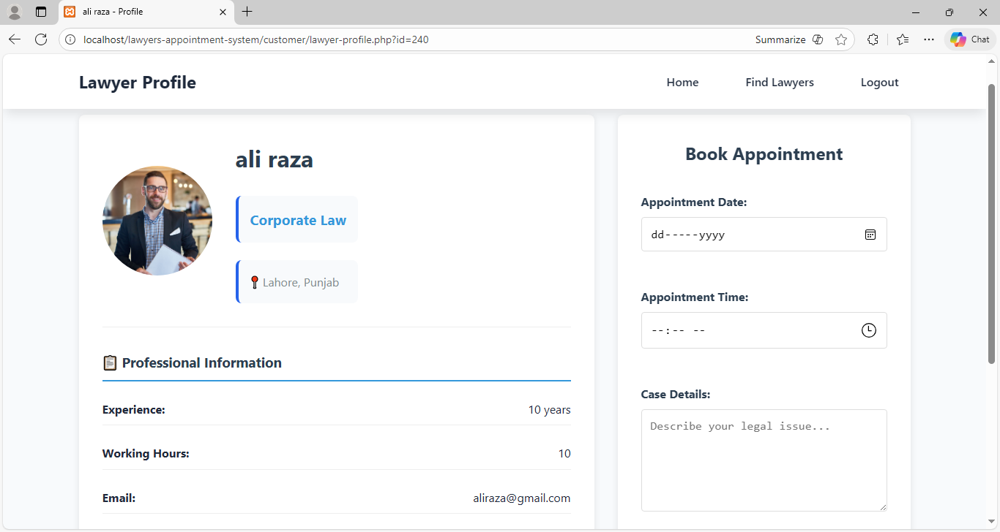 ali raza - Profile
localhost/lawyers-appointment-system/customer/lawyer-profile.php?id=240
Summarize
Chat
Lawyer Profile
Home
Find Lawyers
Logout
ali raza
Corporate Law
Lahore, Punjab
Professional Information
Experience: 10 years
Working Hours: 10
Email: aliraza@gmail.com
Book Appointment
Appointment Date:
dd-----yyyy
Appointment Time:
--:-- --
Case Details:
Describe your legal issue...